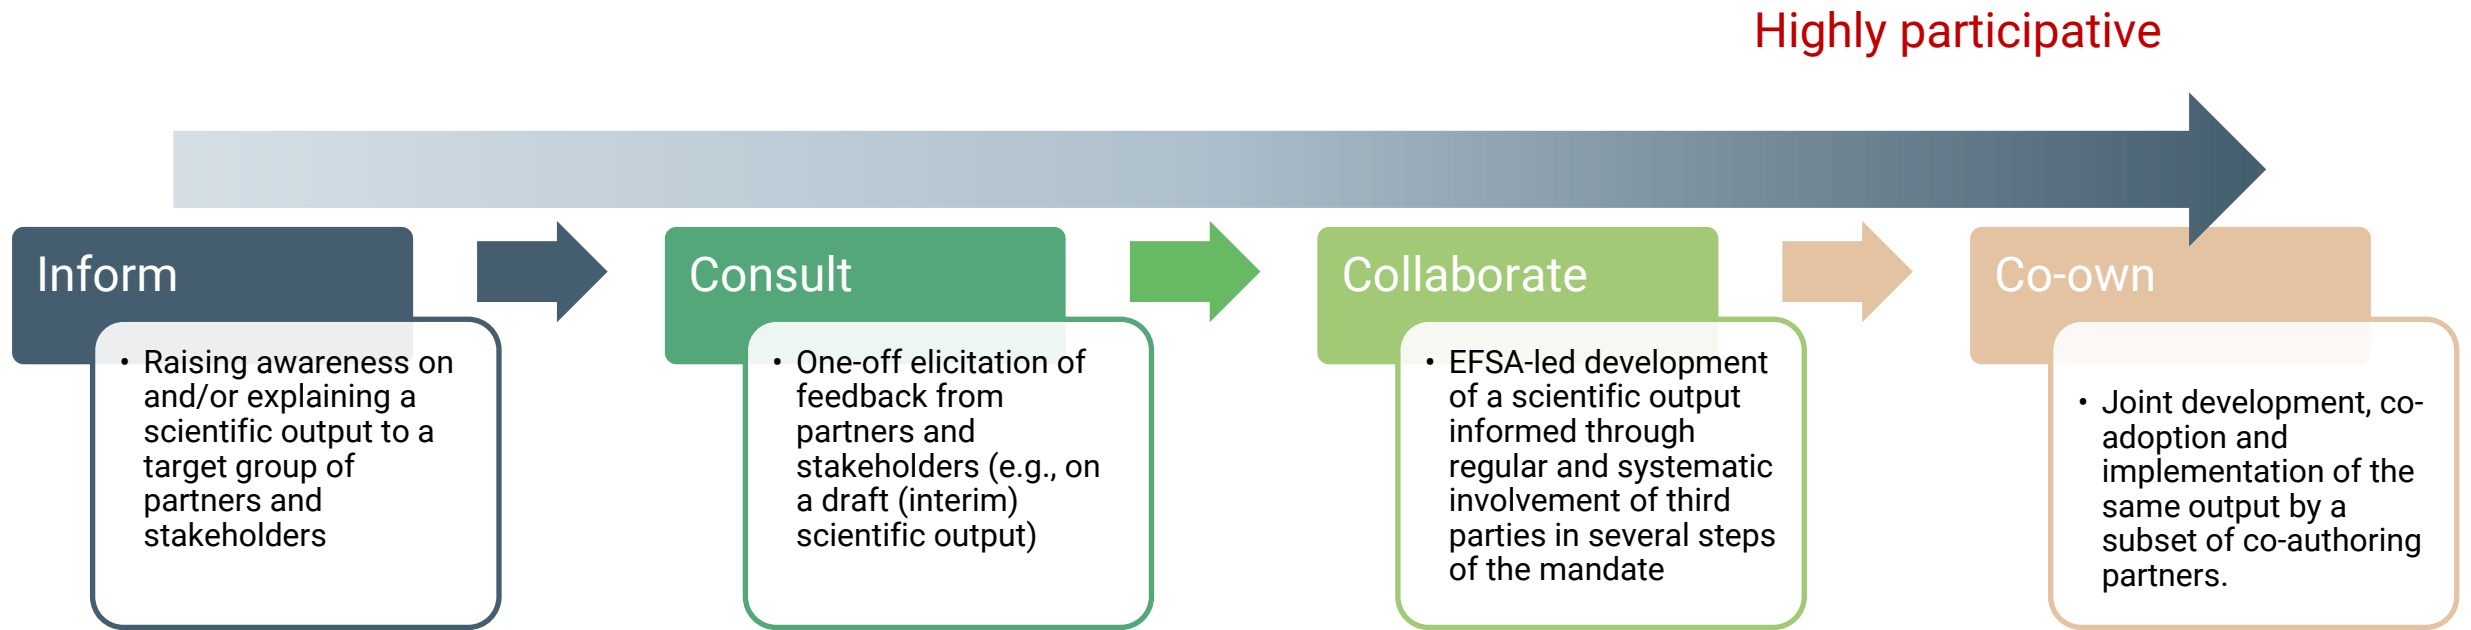 Highly participative
Inform
• Raising awareness on
and/or explaining a
scientific output to a
target group of
partners and
stakeholders
Consult
• One-off elicitation of
feedback from
partners and
stakeholders (e.g., on
a draft (interim)
scientific output)
Collaborate
• EFSA-led development
of a scientific output
informed through
regular and systematic
involvement of third
parties in several steps
of the mandate
Co-own
• Joint development, co-
adoption and
implementation of the
same output by a
subset of co-authoring
partners.